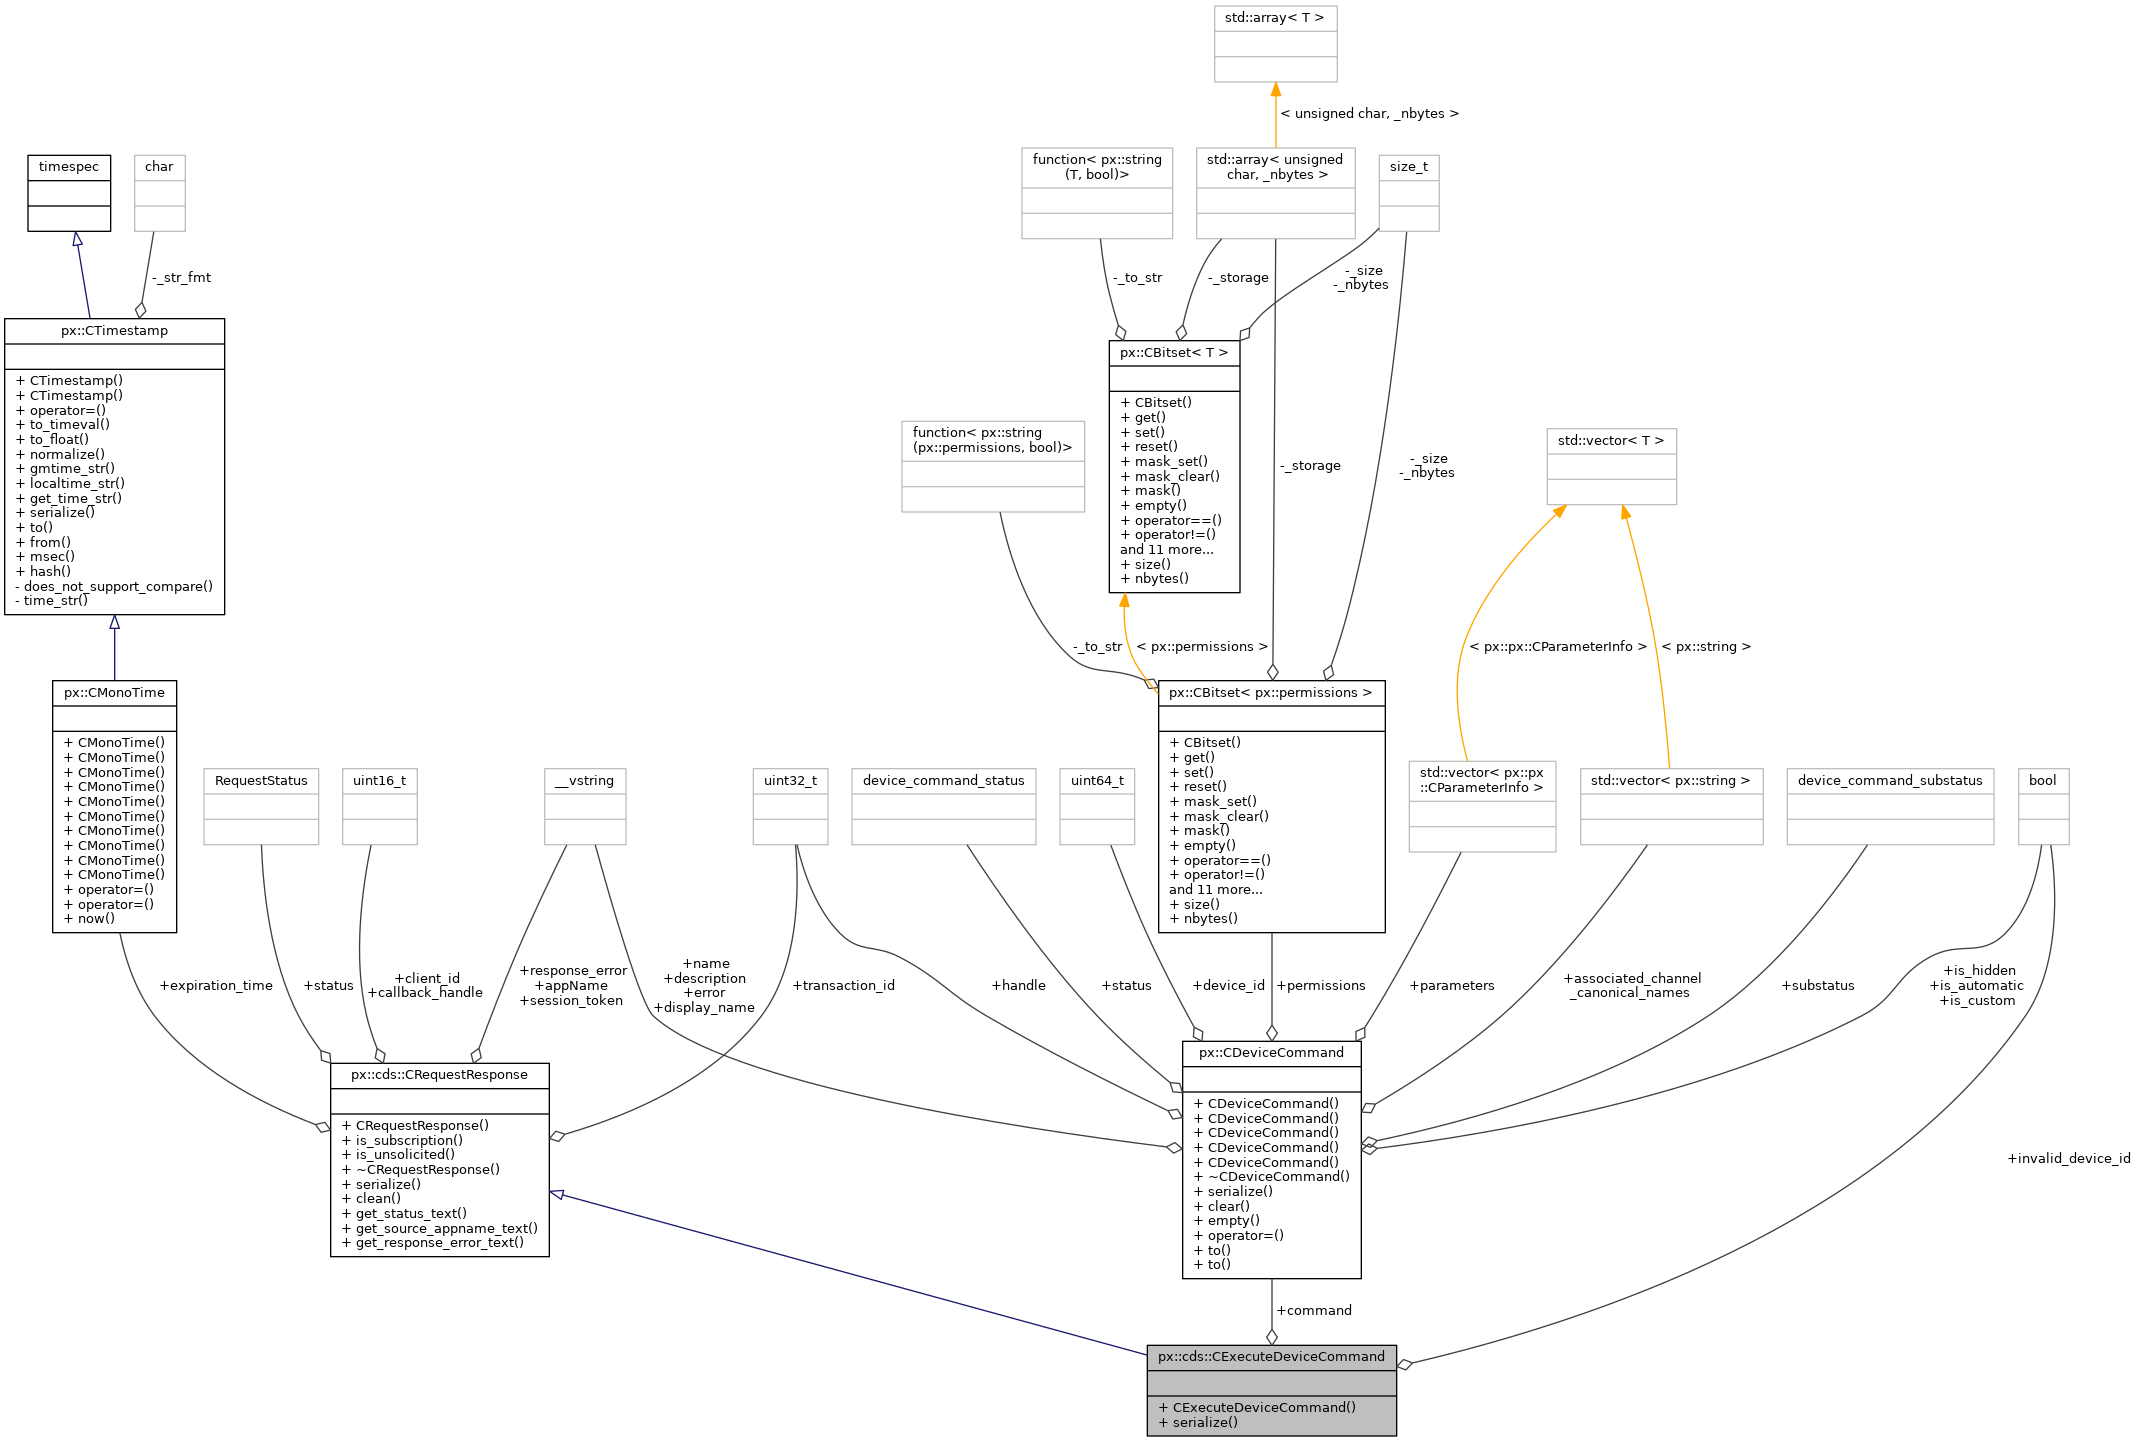 std::array< T >
< unsigned char, _nbytes >
timespec
char
function< px::string
(T, bool)>
std::array< unsigned
char, _nbytes >
size_t
-_str_fmt
-_to_str
-_storage
-_size
-_nbytes
px::CTimestamp
+ CTimestamp()
+ CTimestamp()
+ operator=()
+ to_timeval()
+ to_float()
+ normalize()
+ gmtime_str()
+ localtime_str()
+ get_time_str()
+ serialize()
+ to()
+ from()
+ msec()
+ hash()
- does_not_support_compare()
- time_str()
px::CBitset< T >
+ CBitset()
+ get()
+ set()
+ reset()
+ mask_set()
+ mask_clear()
+ mask()
+ empty()
+ operator==()
+ operator!=()
and 11 more...
+ size()
+ nbytes()
function< px::string
(px::permissions, bool)>
-_storage
-_size
-_nbytes
std::vector< T >
-_to_str
< px::permissions >
< px::px::CParameterInfo >
< px::string >
px::CMonoTime
+ CMonoTime()
+ CMonoTime()
+ CMonoTime()
+ CMonoTime()
+ CMonoTime()
+ CMonoTime()
+ CMonoTime()
+ CMonoTime()
+ CMonoTime()
+ CMonoTime()
+ operator=()
+ operator=()
+ now()
RequestStatus
uint16_t
__vstring
uint32_t
device_command_status
uint64_t
px::CBitset< px::permissions >
+ CBitset()
+ get()
+ set()
+ reset()
+ mask_set()
+ mask_clear()
+ mask()
+ empty()
+ operator==()
+ operator!=()
and 11 more...
+ size()
+ nbytes()
std::vector< px::px
::CParameterInfo >
std::vector< px::string >
device_command_substatus
bool
+expiration_time
+status
+client_id
+callback_handle
+response_error
+appName
+session_token
+name
+description
+error
+display_name
+transaction_id
+handle
+status
+device_id
+permissions
+parameters
+associated_channel
_canonical_names
+substatus
+is_hidden
+is_automatic
+is_custom
px::cds::CRequestResponse
+ CRequestResponse()
+ is_subscription()
+ is_unsolicited()
+ ~CRequestResponse()
+ serialize()
+ clean()
+ get_status_text()
+ get_source_appname_text()
+ get_response_error_text()
px::CDeviceCommand
+ CDeviceCommand()
+ CDeviceCommand()
+ CDeviceCommand()
+ CDeviceCommand()
+ CDeviceCommand()
+ ~CDeviceCommand()
+ serialize()
+ clear()
+ empty()
+ operator=()
+ to()
+ to()
+invalid_device_id
+command
px::cds::CExecuteDeviceCommand
+ CExecuteDeviceCommand()
+ serialize()